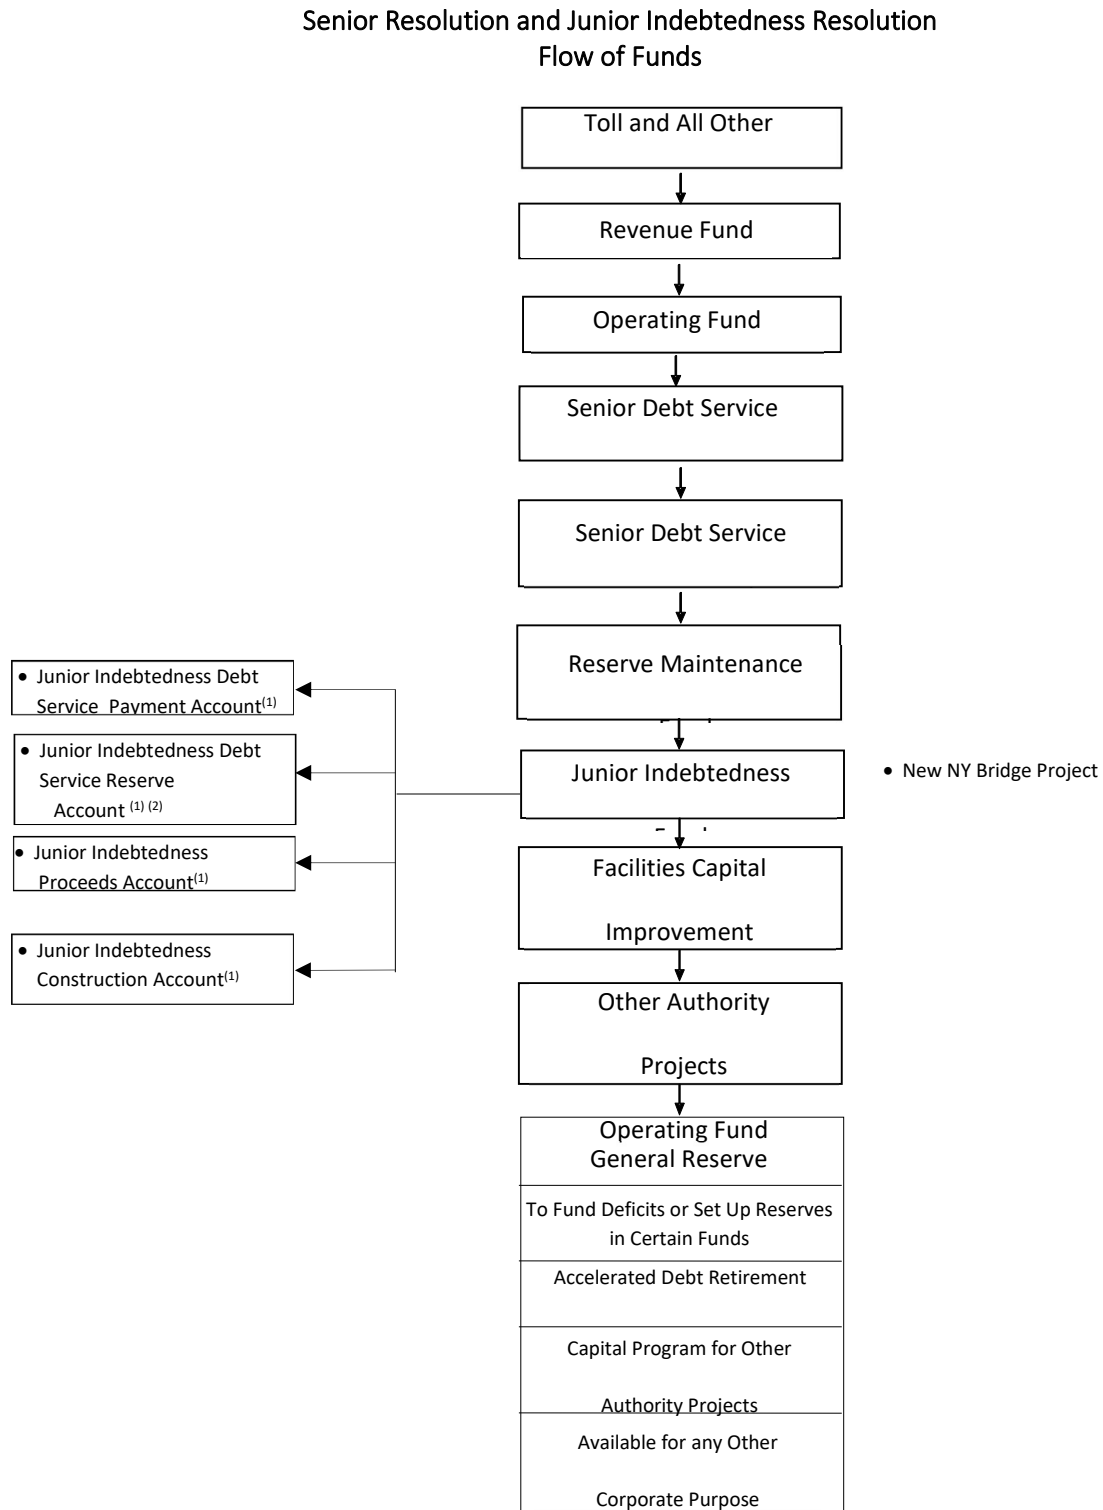 Senior Resolution and Junior Indebtedness Resolution
Flow of Funds
Toll and All Other
Revenue Fund
Operating Fund
Senior Debt Service
Senior Debt Service
Reserve Maintenance
• Junior Indebtedness Debt
Service Payment Account(1)
• Junior Indebtedness Debt
Service Reserve
Account (1) (2)
• Junior Indebtedness
Proceeds Account(1)
• Junior Indebtedness
Construction Account(1)
Junior Indebtedness
• New NY Bridge Project
Facilities Capital
Improvement
Other Authority
Projects
Operating Fund
General Reserve
To Fund Deficits or Set Up Reserves
in Certain Funds
Accelerated Debt Retirement
Capital Program for Other
Authority Projects
Available for any Other
Corporate Purpose